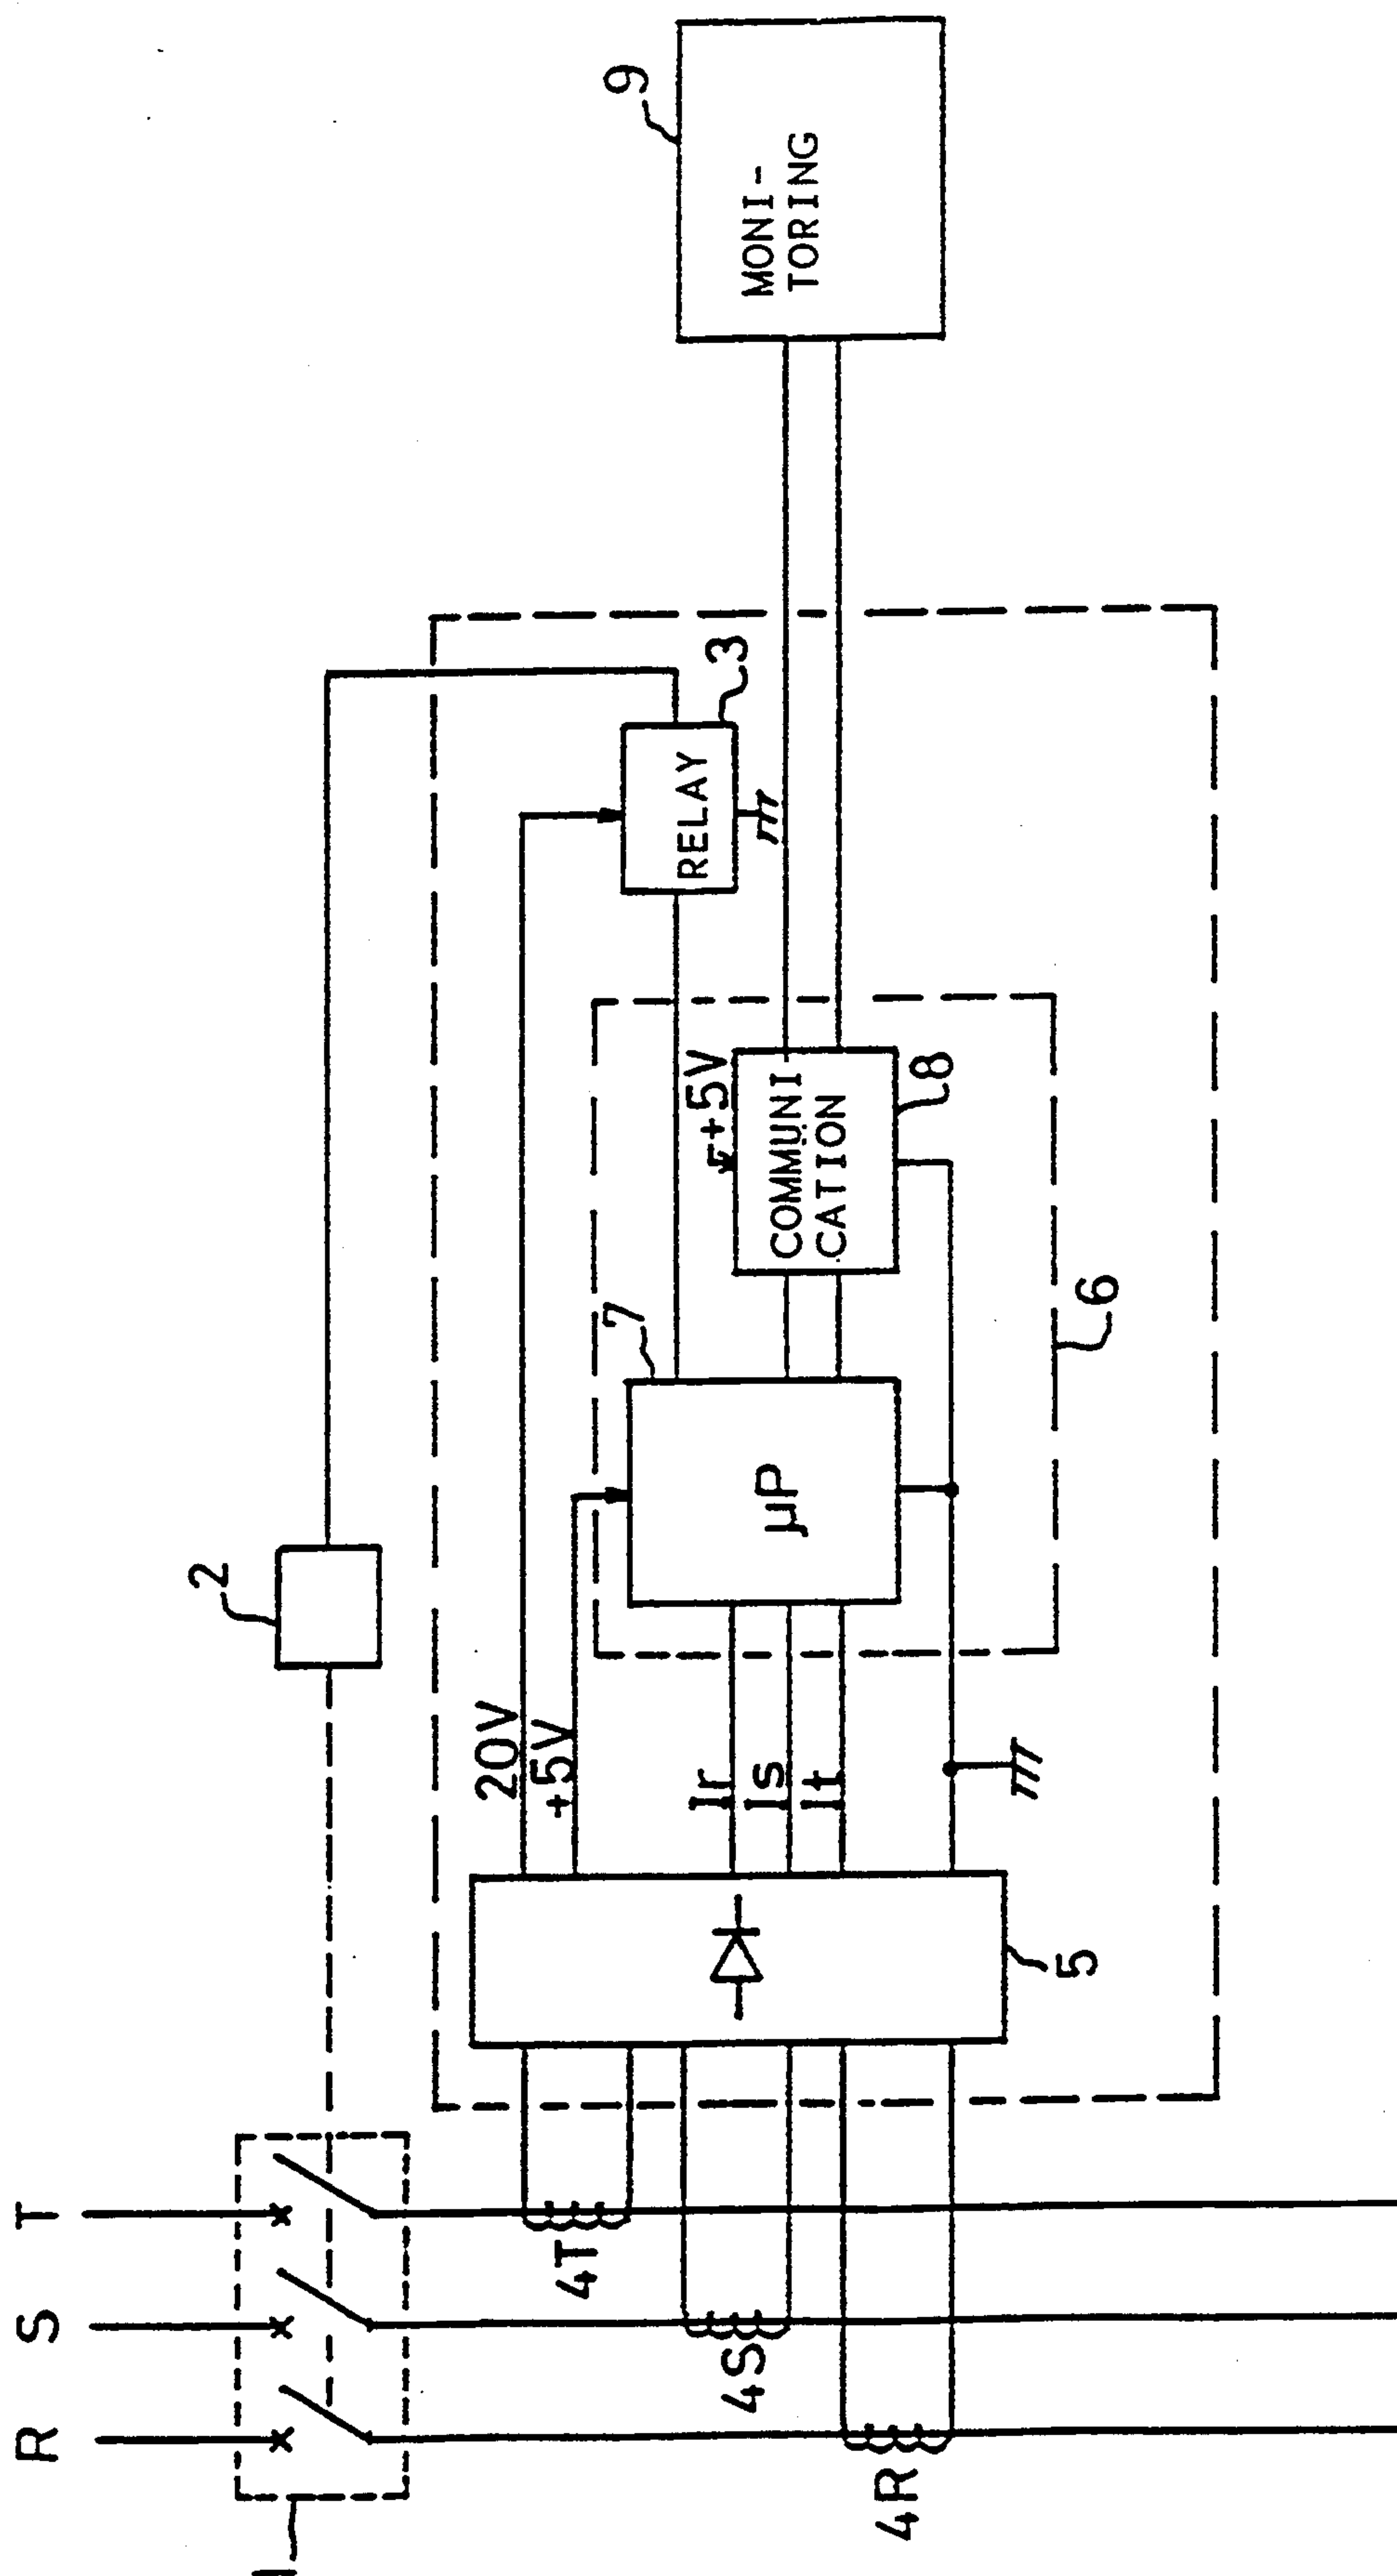 R
S
T
1
2
4T
4S
4R
5
20V
+5V
Ir
Is
It
7
µP
6
+5V
COMMUNI
CATION
8
RELAY
3
MONI-
TORING
9